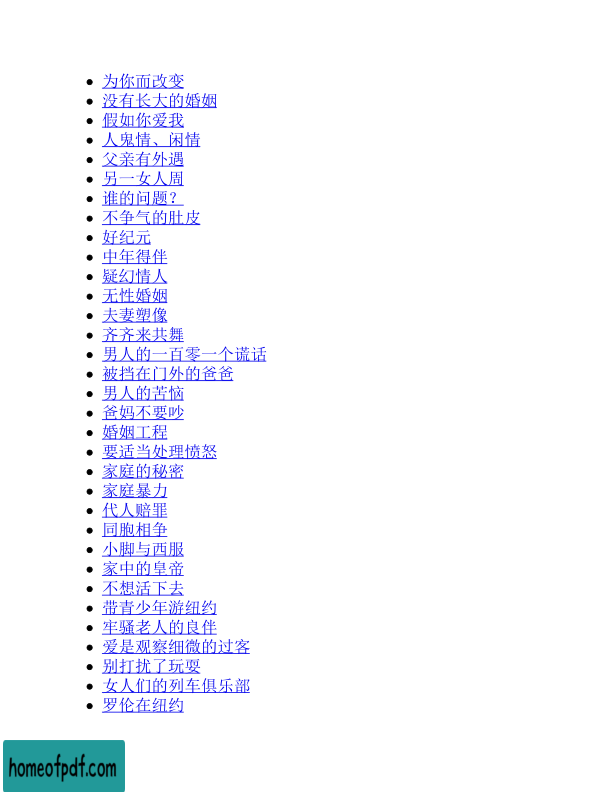 为你而改变
没有长大的婚姻
假如你爱我
人鬼情、闲情
父亲有外遇
另一女人周
谁的问题？
不争气的肚皮
好纪元
中年得伴
疑幻情人
无性婚姻
夫妻塑像
齐齐来共舞
男人的一百零一个谎话
被挡在门外的爸爸
男人的苦恼
爸妈不要吵
婚姻工程
要适当处理愤怒
家庭的秘密
家庭暴力
代人赔罪
同胞相争
小脚与西服
家中的皇帝
不想活下去
带青少年游纽约
牢骚老人的良伴
爱是观察细微的过客
别打扰了玩耍
女人们的列车俱乐部
罗伦在纽约
homeofpdf.com